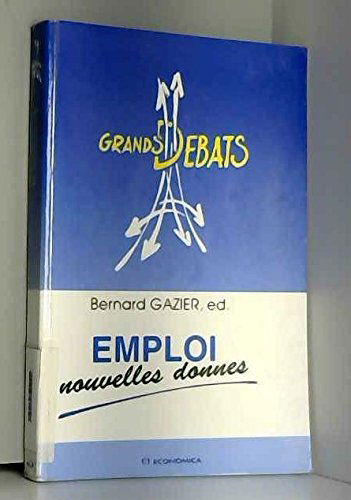 GRANDS DEBATS
Bernard GAZIER, ed.
EMPLOI
nouvelles donnes
ECONOMICA